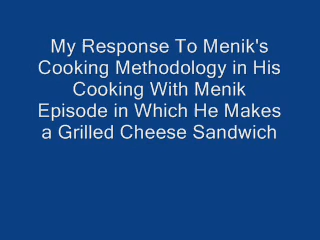 My Response To Menik's
Cooking Methodology in His
Cooking With Menik
Episode in Which He Makes
a Grilled Cheese Sandwich